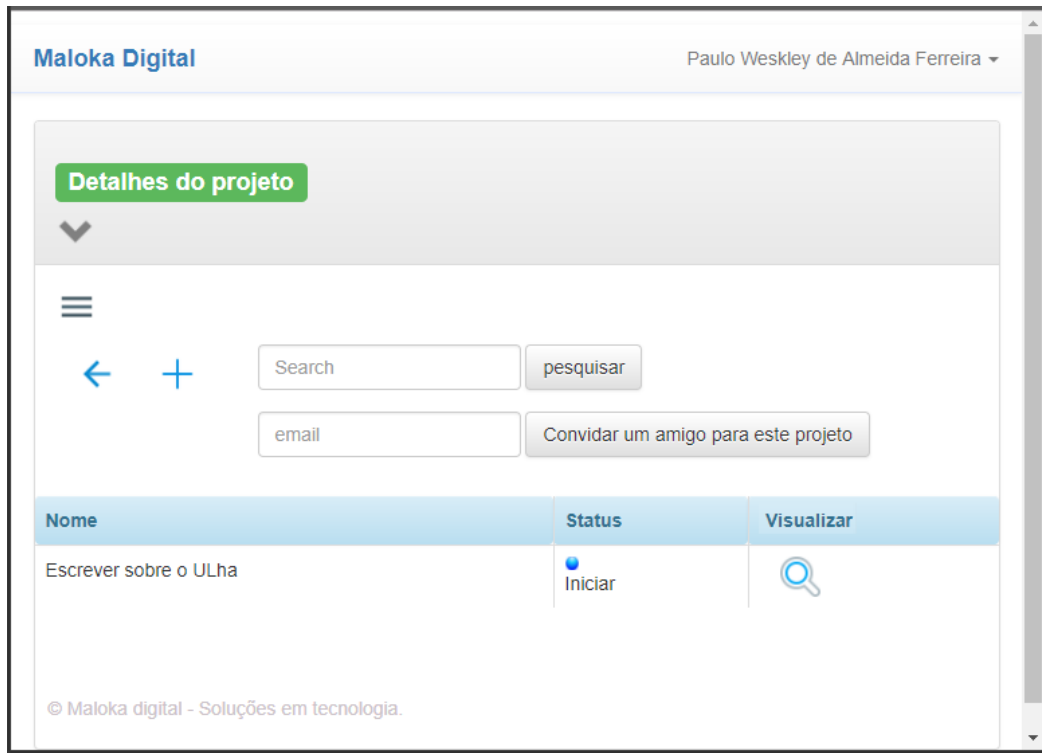 Maloka Digital
Paulo Weskley de Almeida Ferreira
Detalhes do projeto
Search
pesquisar
email
Convidar um amigo para este projeto
Nome Status Visualizar
Escrever sobre o ULha
Iniciar
© Maloka digital - Soluções em tecnologia.